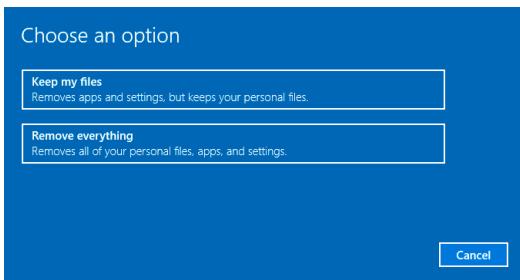 Choose an option
Keep my files
Removes apps and settings, but keeps your personal files.
Remove everything
Removes all of your personal files, apps, and settings.
Cancel